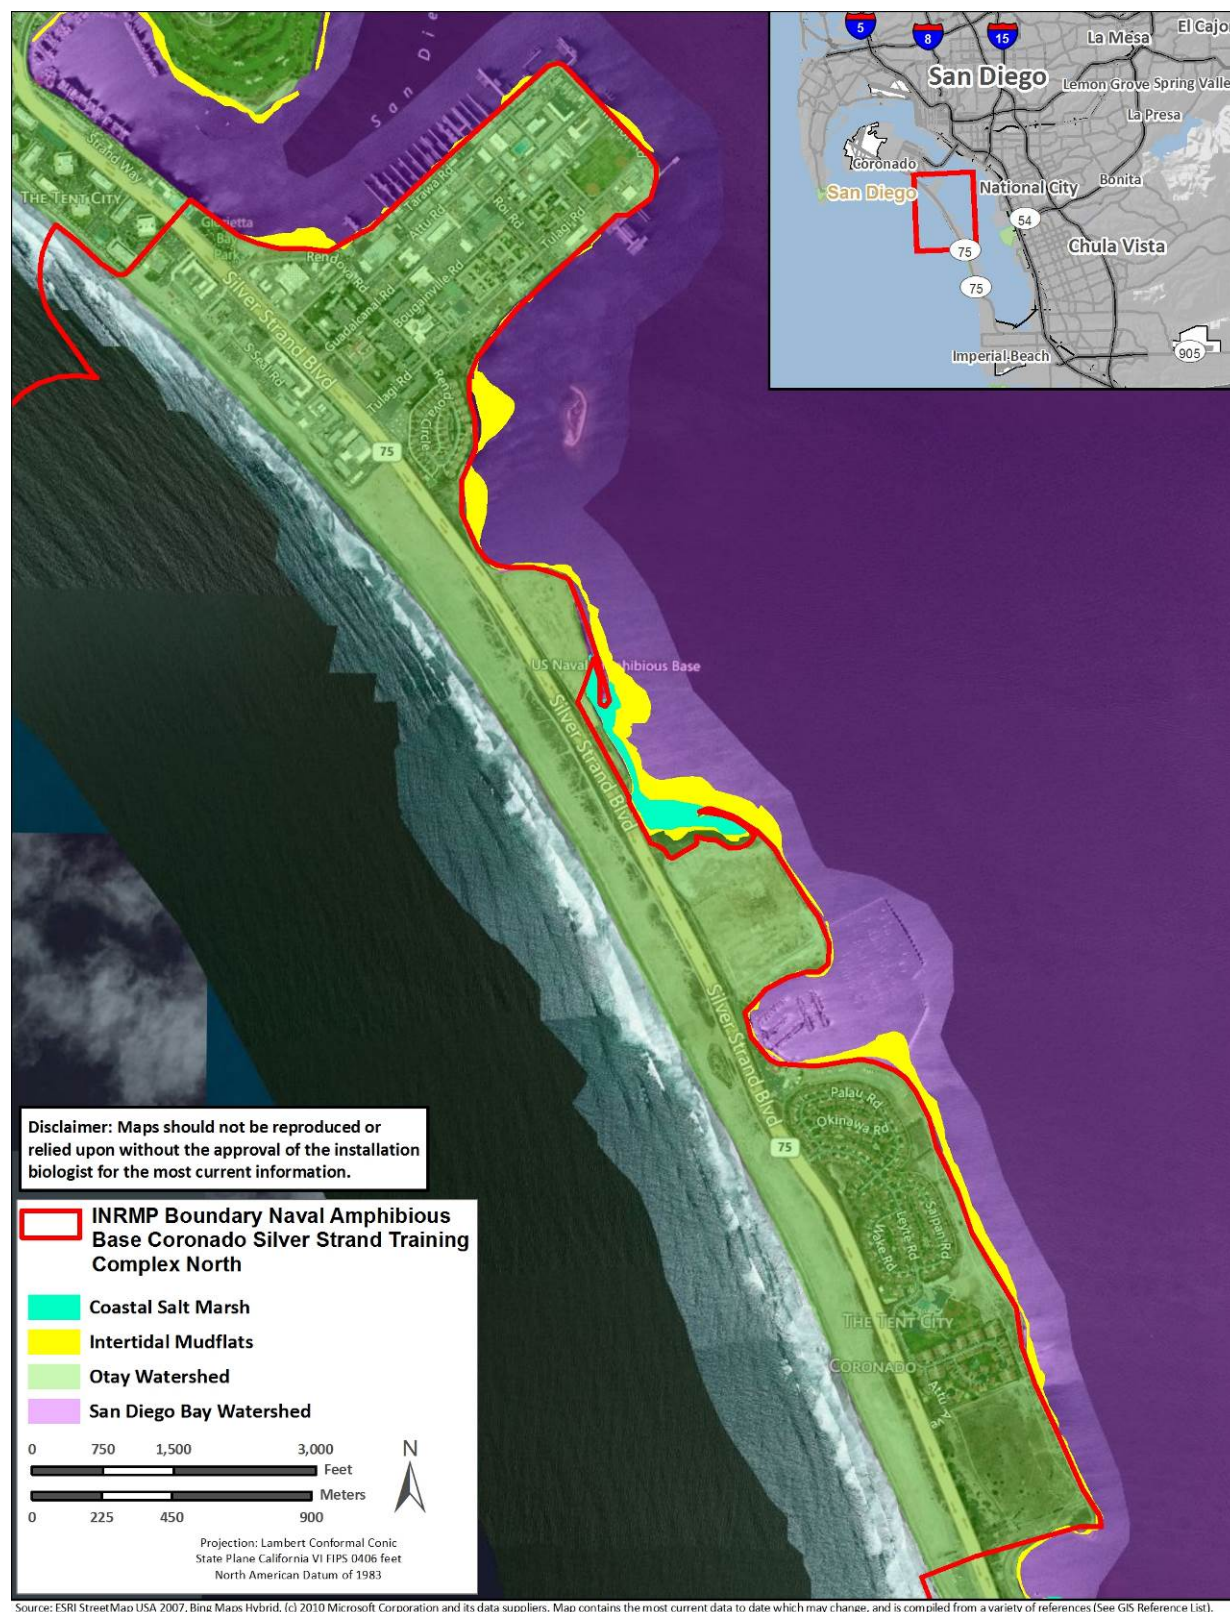 S a n D i e
5
8
15
La Mesa
El Cajo
San Diego
Lemon Grove
Spring Valle
La Presa
Coronado
San Diego
National City
Bonita
54
Chula Vista
75
75
Imperial Beach
905
Strand Way
THE TENT CITY
Glorietta
Bay
Park
Tarawa Rd
Attu Rd
Roi Rd
Tulagi Rd
Rendova Rd
Guadalcanal Rd
Bougainville Rd
Silver Strand Blvd
S Sea Rd
Tulagi Rd
Rendova
Circle
75
US Naval Amphibious Base
Silver Strand Blvd
Silver Strand Blvd
Palau Rd
Okinawa Rd
75
Saipan Rd
Leyte Rd
Wake Rd
THE TENT CITY
CORONADO
Attu Ave
Disclaimer: Maps should not be reproduced or
relied upon without the approval of the installation
biologist for the most current information.
INRMP Boundary Naval Amphibious
Base Coronado Silver Strand Training
Complex North
Coastal Salt Marsh
Intertidal Mudflats
Otay Watershed
San Diego Bay Watershed
0 750 1,500 3,000
Feet
Meters
0 225 450 900
N
Projection: Lambert Conformal Conic
State Plane California VI FIPS 0406 feet
North American Datum of 1983
Source: ESRI StreetMap USA 2007, Bing Maps Hybrid, (c) 2010 Microsoft Corporation and its data suppliers. Map contains the most current data to date which may change, and is compiled from a variety of references (See GIS Reference List).